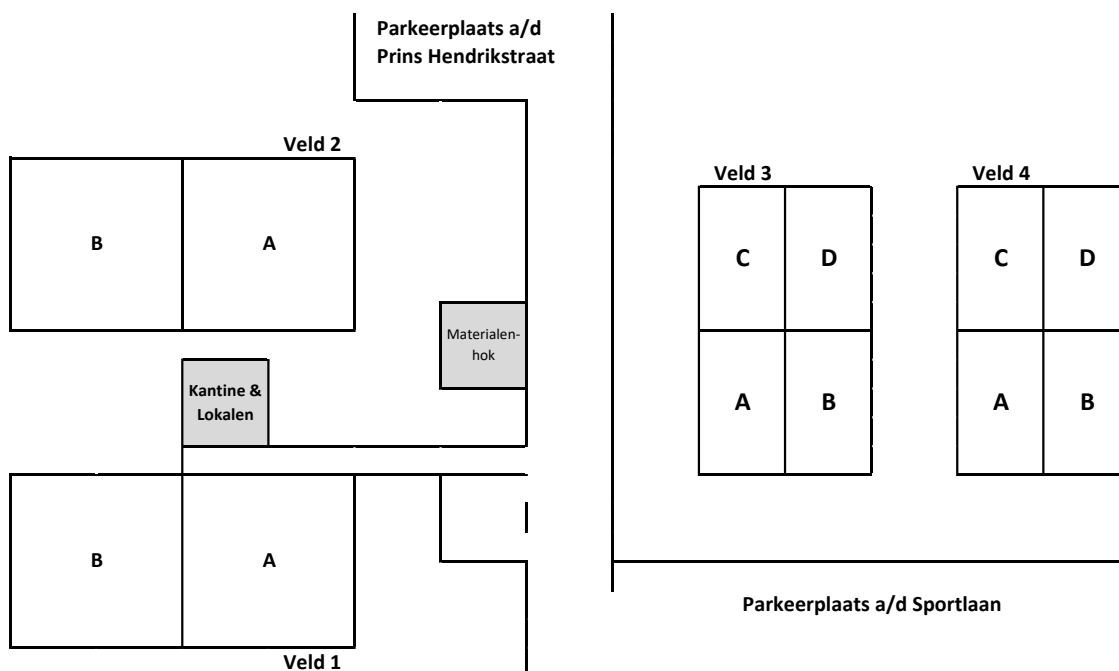 Parkeerplaats a/d
Prins Hendrikstraat
Veld 2
B
A
Veld 3
Veld 4
C
D
C
D
Materialen-
hok
Kantine &
Lokalen
A
B
A
B
B
A
Veld 1
Parkeerplaats a/d Sportlaan